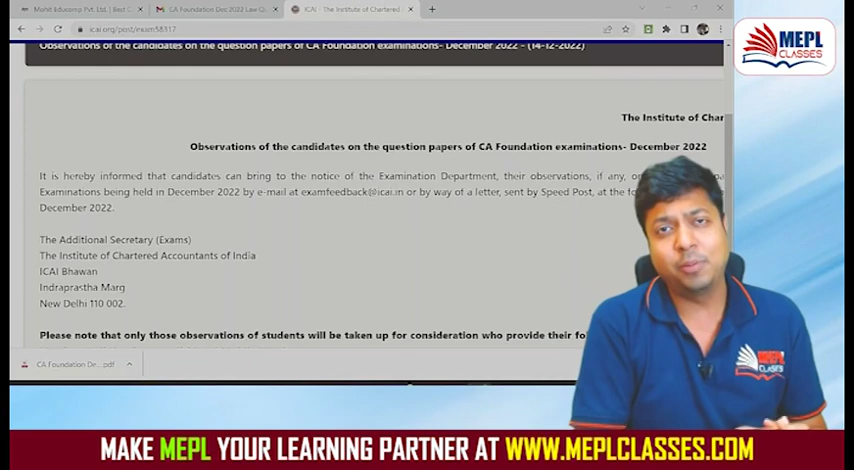 Mohit Educomp Pvt. Ltd. | Best C
CA Foundation Dec 2022 Law Qu
ICAI - The Institute of Chartered
icai.org/post/exam58317
Observations of the candidates on the question papers of CA Foundation examinations- December 2022 - (14-12-2022)
MEPL
CLASSES
The Institute of Char
Observations of the candidates on the question papers of CA Foundation examinations- December 2022
It is hereby informed that candidates can bring to the notice of the Examination Department, their observations, if any, on
Examinations being held in December 2022 by e-mail at examfeedback@icai.in or by way of a letter, sent by Speed Post, at the fo
December 2022.
The Additional Secretary (Exams)
The Institute of Chartered Accountants of India
ICAI Bhawan
Indraprastha Marg
New Delhi 110 002.
Please note that only those observations of students will be taken up for consideration who provide their fo
CA Foundation De....pdf
MEPL
CLASSES
MAKE MEPL YOUR LEARNING PARTNER AT WWW.MEPLCLASSES.COM